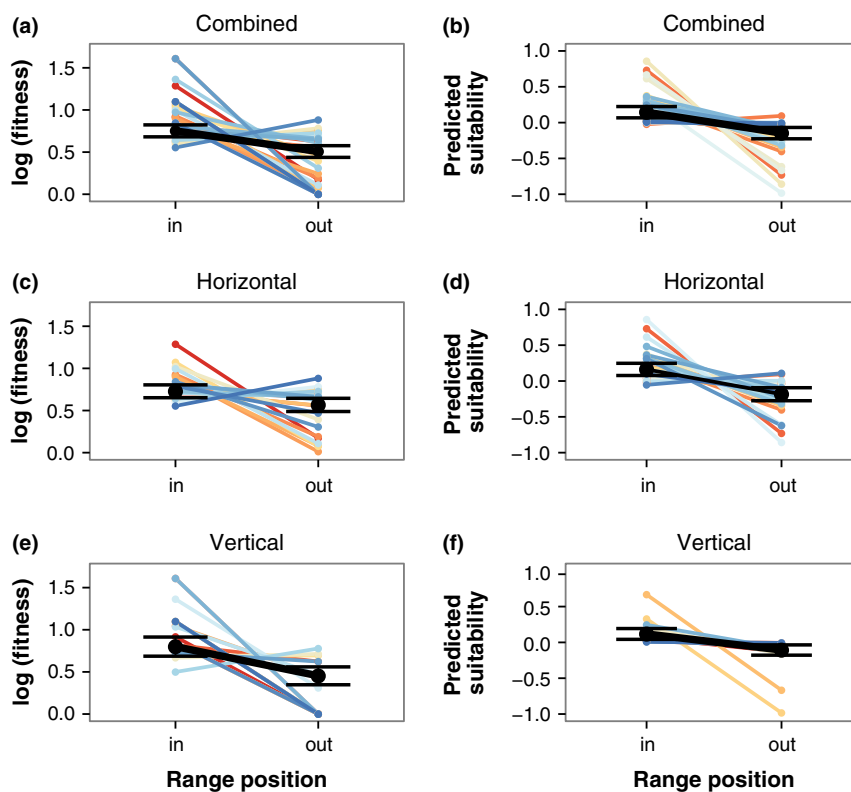 (a) Combined
log (fitness)
1.5
1.0
0.5
0.0
in out
(b) Combined
Predicted
suitability
1.0
0.5
0.0
−0.5
−1.0
in out
(c) Horizontal
log (fitness)
1.5
1.0
0.5
0.0
in out
(d) Horizontal
Predicted
suitability
1.0
0.5
0.0
−0.5
−1.0
in out
(e) Vertical
log (fitness)
1.5
1.0
0.5
0.0
in out
Range position
(f) Vertical
Predicted
suitability
1.0
0.5
0.0
−0.5
−1.0
in out
Range position